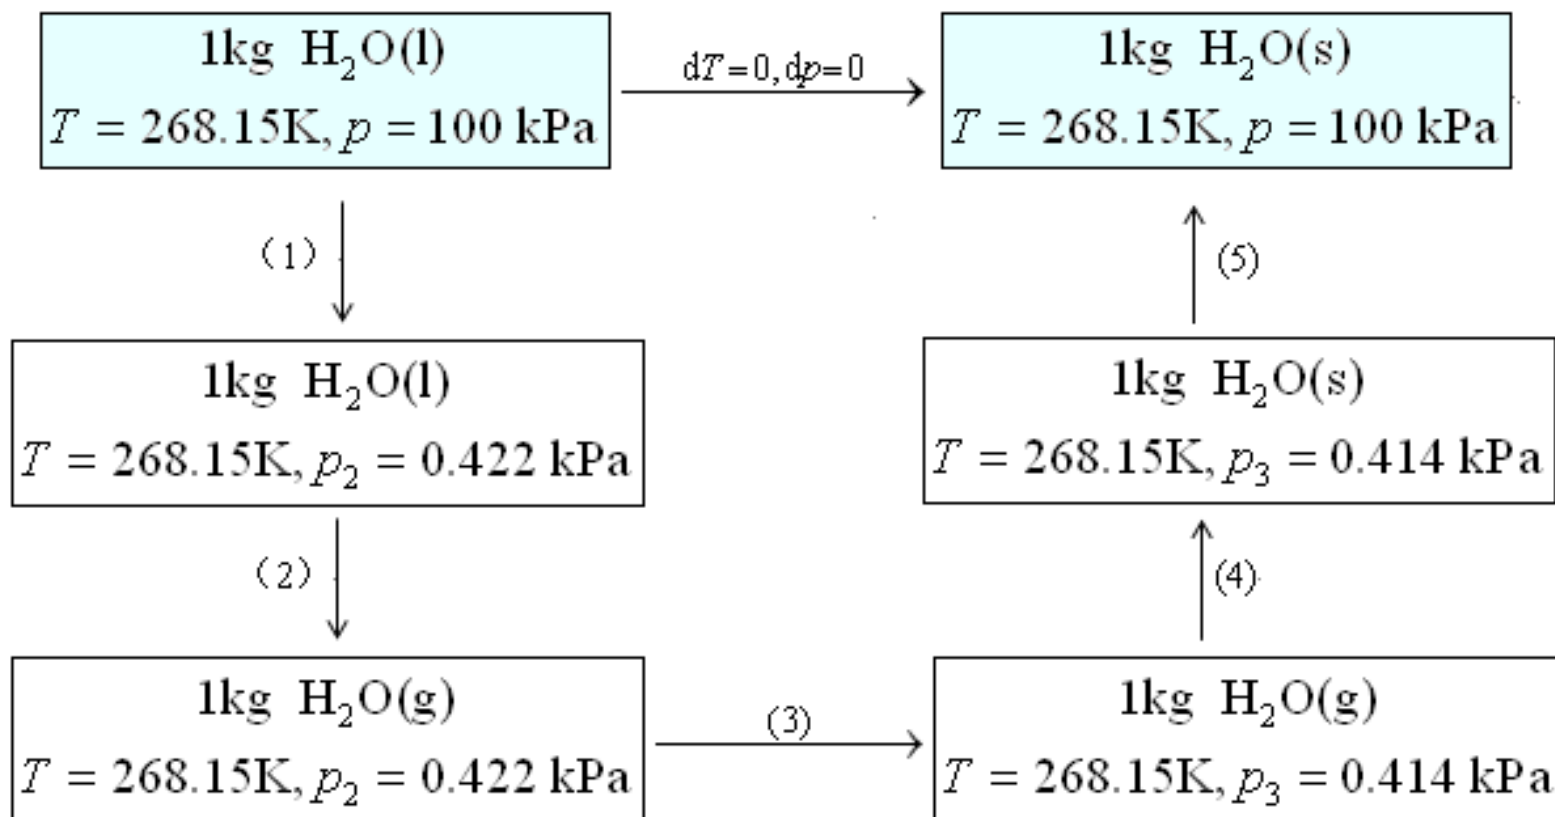 1kg H₂O(l)
T = 268.15K, p = 100 kPa
dT=0, dp=0
1kg H₂O(s)
T = 268.15K, p = 100 kPa
(1)
(5)
1kg H₂O(l)
T = 268.15K, p₂ = 0.422 kPa
1kg H₂O(s)
T = 268.15K, p₃ = 0.414 kPa
(2)
(4)
1kg H₂O(g)
T = 268.15K, p₂ = 0.422 kPa
(3)
1kg H₂O(g)
T = 268.15K, p₃ = 0.414 kPa